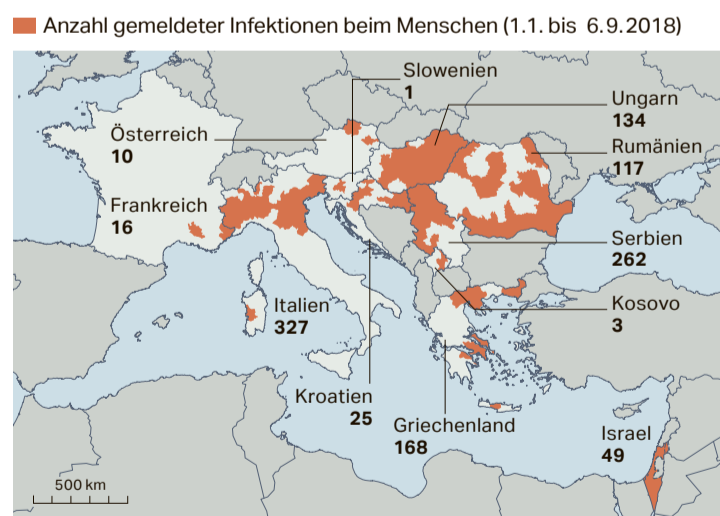 Anzahl gemeldeter Infektionen beim Menschen (1.1. bis 6.9.2018)
Slowenien
1
Ungarn
134
Österreich
10
Rumänien
117
Frankreich
16
Serbien
262
Italien
327
Kosovo
3
Kroatien
25
Griechenland
168
Israel
49
500 km